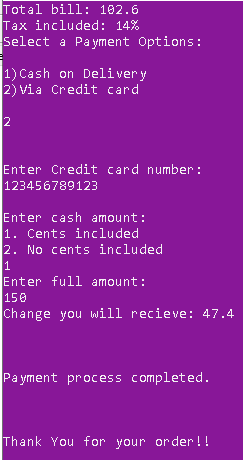 Total bill: 102.6
Tax included: 14%
Select a Payment Options:
1)Cash on Delivery
2)Via Credit card
2
Enter Credit card number:
123456789123
Enter cash amount:
1. Cents included
2. No cents included
1
Enter full amount:
150
Change you will recieve: 47.4
Payment process completed.
Thank You for your order!!